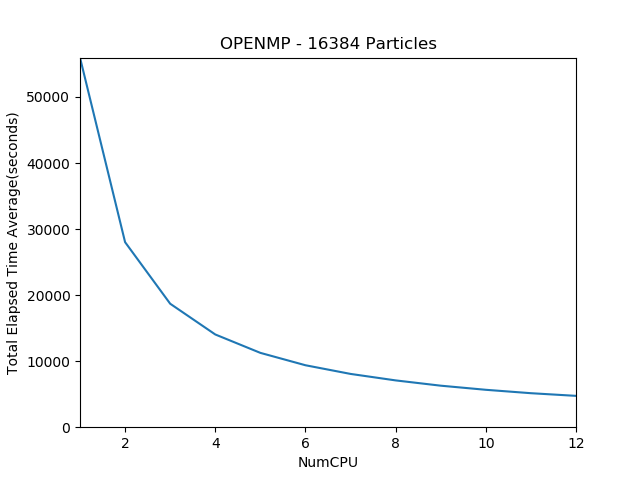 OPENMP - 16384 Particles
Total Elapsed Time Average(seconds)
50000
40000
30000
20000
10000
0
2 4 6 8 10 12
NumCPU